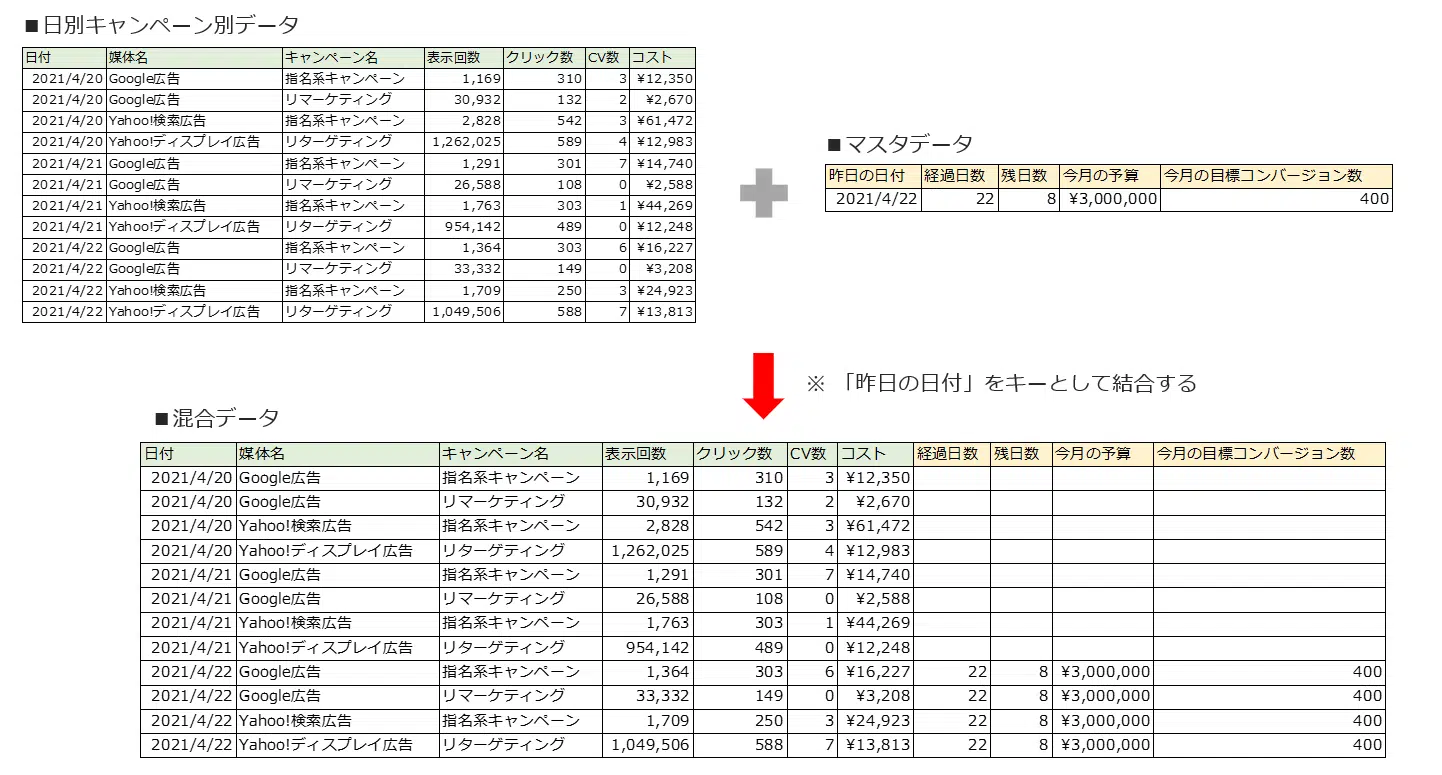 ■日別キャンペーン別データ
日付 媒体名 キャンペーン名 表示回数 クリック数 CV数 コスト
2021/4/20 Google広告 指名系キャンペーン 1,169 310 3 ¥12,350
2021/4/20 Google広告 リマーケティング 30,932 132 2 ¥2,670
2021/4/20 Yahoo!検索広告 指名系キャンペーン 2,828 542 3 ¥61,472
2021/4/20 Yahoo!ディスプレイ広告 リターゲティング 1,262,025 589 4 ¥12,983
2021/4/21 Google広告 指名系キャンペーン 1,291 301 7 ¥14,740
2021/4/21 Google広告 リマーケティング 26,588 108 0 ¥2,588
2021/4/21 Yahoo!検索広告 指名系キャンペーン 1,763 303 1 ¥44,269
2021/4/21 Yahoo!ディスプレイ広告 リターゲティング 954,142 489 0 ¥12,248
2021/4/22 Google広告 指名系キャンペーン 1,364 303 6 ¥16,227
2021/4/22 Google広告 リマーケティング 33,332 149 0 ¥3,208
2021/4/22 Yahoo!検索広告 指名系キャンペーン 1,709 250 3 ¥24,923
2021/4/22 Yahoo!ディスプレイ広告 リターゲティング 1,049,506 588 7 ¥13,813
■マスタデータ
昨日の日付 経過日数 残日数 今月の予算 今月の目標コンバージョン数
2021/4/22 22 8 ¥3,000,000 400
※ 「昨日の日付」をキーとして結合する
■混合データ
日付 媒体名 キャンペーン名 表示回数 クリック数 CV数 コスト 経過日数 残日数 今月の予算 今月の目標コンバージョン数
2021/4/20 Google広告 指名系キャンペーン 1,169 310 3 ¥12,350
2021/4/20 Google広告 リマーケティング 30,932 132 2 ¥2,670
2021/4/20 Yahoo!検索広告 指名系キャンペーン 2,828 542 3 ¥61,472
2021/4/20 Yahoo!ディスプレイ広告 リターゲティング 1,262,025 589 4 ¥12,983
2021/4/21 Google広告 指名系キャンペーン 1,291 301 7 ¥14,740
2021/4/21 Google広告 リマーケティング 26,588 108 0 ¥2,588
2021/4/21 Yahoo!検索広告 指名系キャンペーン 1,763 303 1 ¥44,269
2021/4/21 Yahoo!ディスプレイ広告 リターゲティング 954,142 489 0 ¥12,248
2021/4/22 Google広告 指名系キャンペーン 1,364 303 6 ¥16,227 22 8 ¥3,000,000 400
2021/4/22 Google広告 リマーケティング 33,332 149 0 ¥3,208 22 8 ¥3,000,000 400
2021/4/22 Yahoo!検索広告 指名系キャンペーン 1,709 250 3 ¥24,923 22 8 ¥3,000,000 400
2021/4/22 Yahoo!ディスプレイ広告 リターゲティング 1,049,506 588 7 ¥13,813 22 8 ¥3,000,000 400